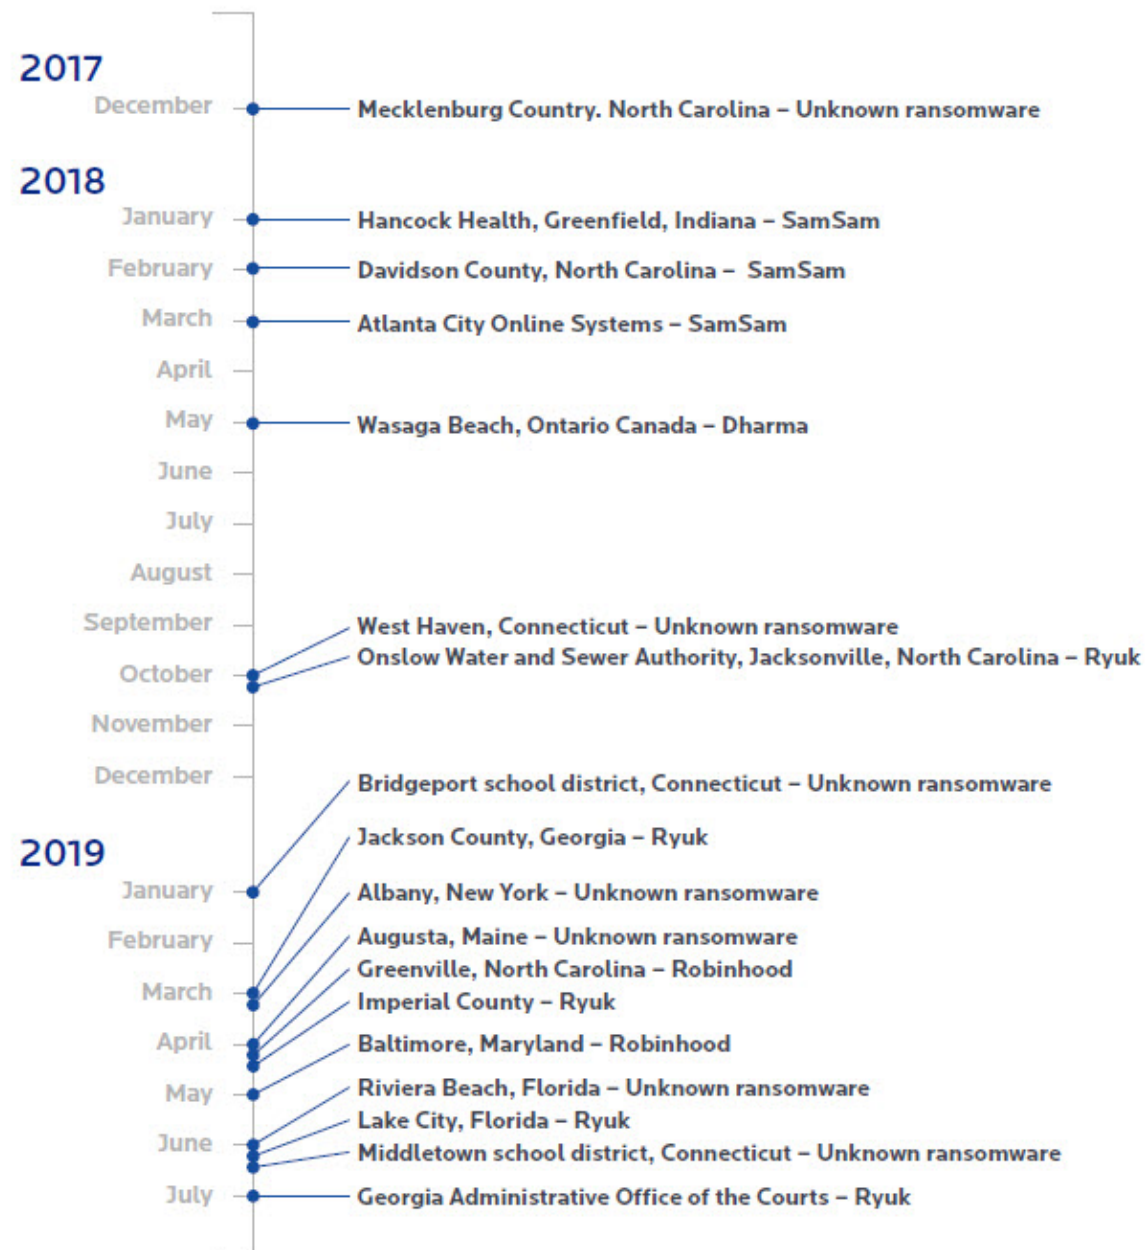 2017
December
Mecklenburg Country. North Carolina – Unknown ransomware
2018
January
Hancock Health, Greenfield, Indiana – SamSam
February
Davidson County, North Carolina – SamSam
March
Atlanta City Online Systems – SamSam
April
May
Wasaga Beach, Ontario Canada – Dharma
June
July
August
September
West Haven, Connecticut – Unknown ransomware
Onslow Water and Sewer Authority, Jacksonville, North Carolina – Ryuk
October
November
December
Bridgeport school district, Connecticut – Unknown ransomware
Jackson County, Georgia – Ryuk
2019
January
Albany, New York – Unknown ransomware
February
Augusta, Maine – Unknown ransomware
Greenville, North Carolina – Robinhood
March
Imperial County – Ryuk
April
Baltimore, Maryland – Robinhood
May
Riviera Beach, Florida – Unknown ransomware
Lake City, Florida – Ryuk
June
Middletown school district, Connecticut – Unknown ransomware
July
Georgia Administrative Office of the Courts – Ryuk